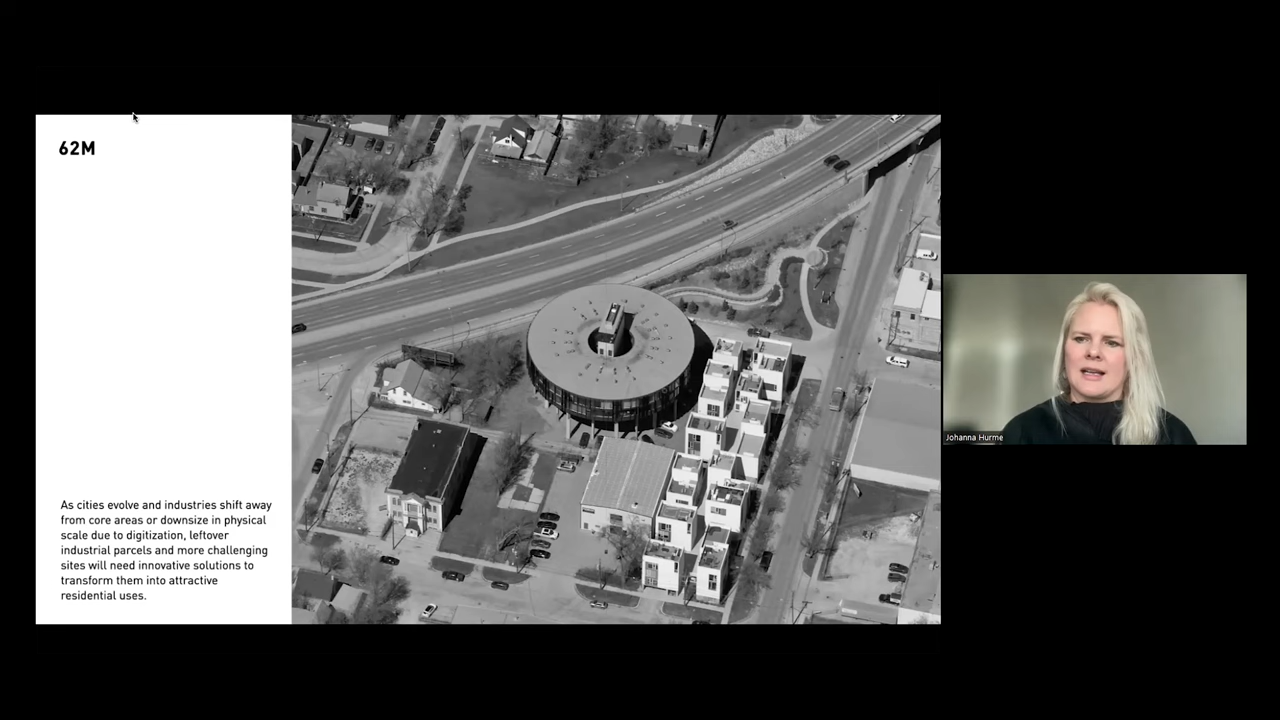 62M
As cities evolve and industries shift away
from core areas or downsize in physical
scale due to digitization, leftover
industrial parcels and more challenging
sites will need innovative solutions to
transform them into attractive
residential uses.
Johanna Hurme